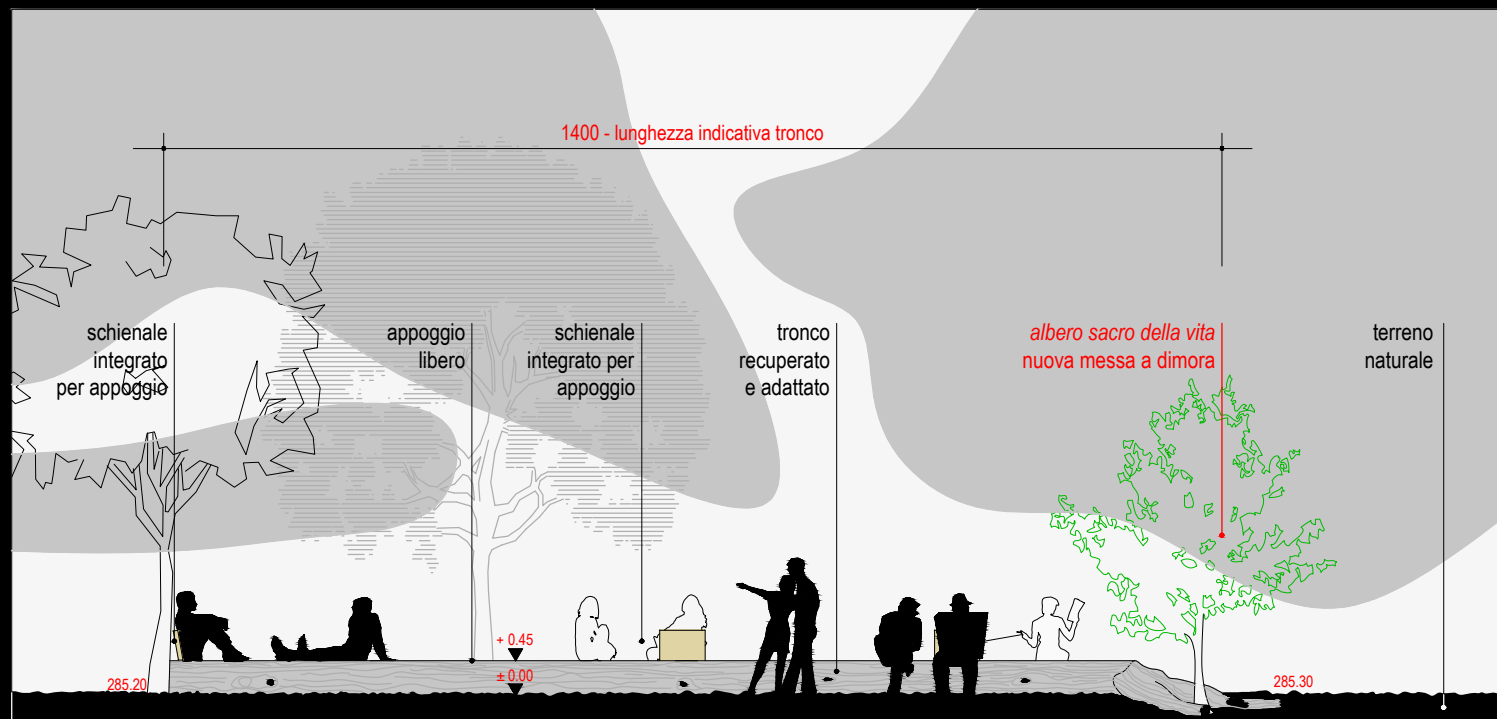 1400 - lunghezza indicativa tronco
schienale
integrato
per appoggio
appoggio
libero
schienale
integrato per
appoggio
tronco
recuperato
e adattato
albero sacro della vita
nuova messa a dimora
terreno
naturale
+ 0.45
± 0.00
285.20
285.30